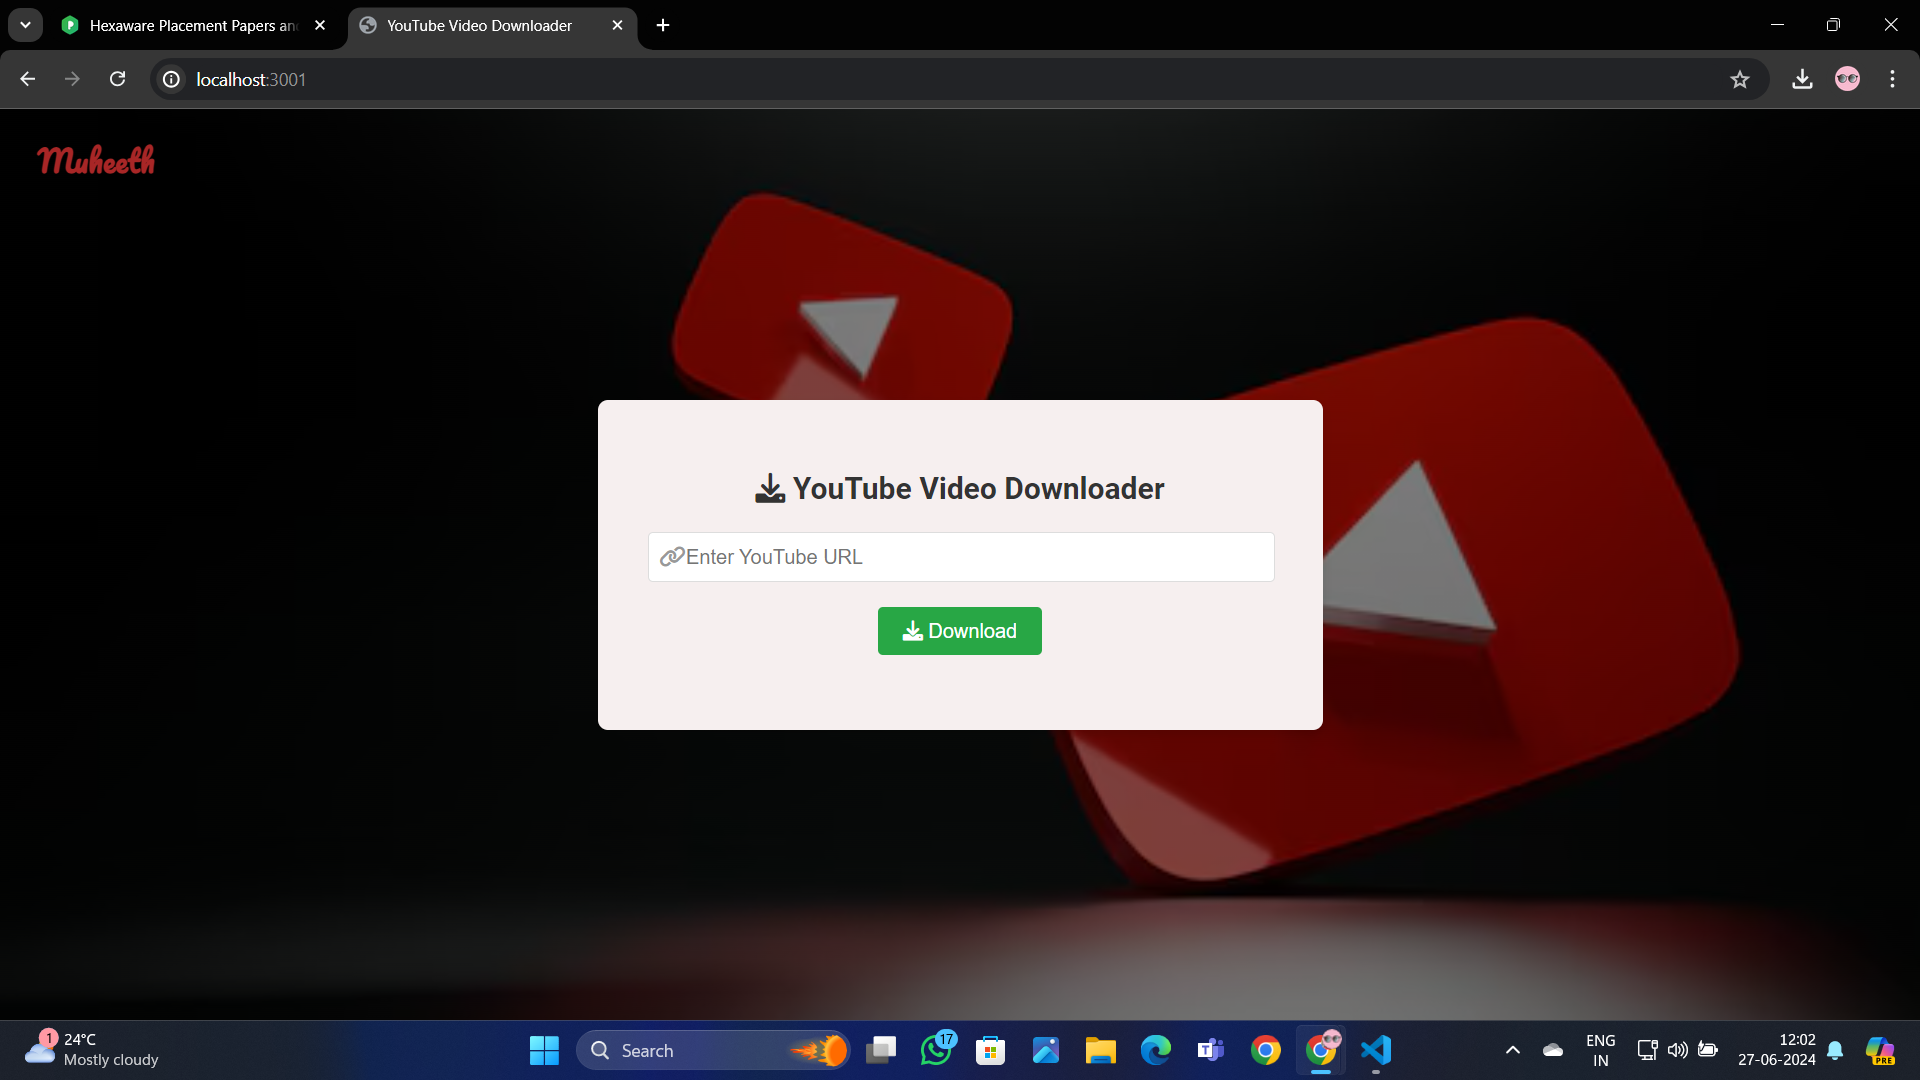 Hexaware Placement Papers an
YouTube Video Downloader
localhost:3001
Muheeth
YouTube Video Downloader
Enter YouTube URL
Download
1
24°C
Mostly cloudy
Search
17
T
ENG
IN
12:02
27-06-2024
PRE